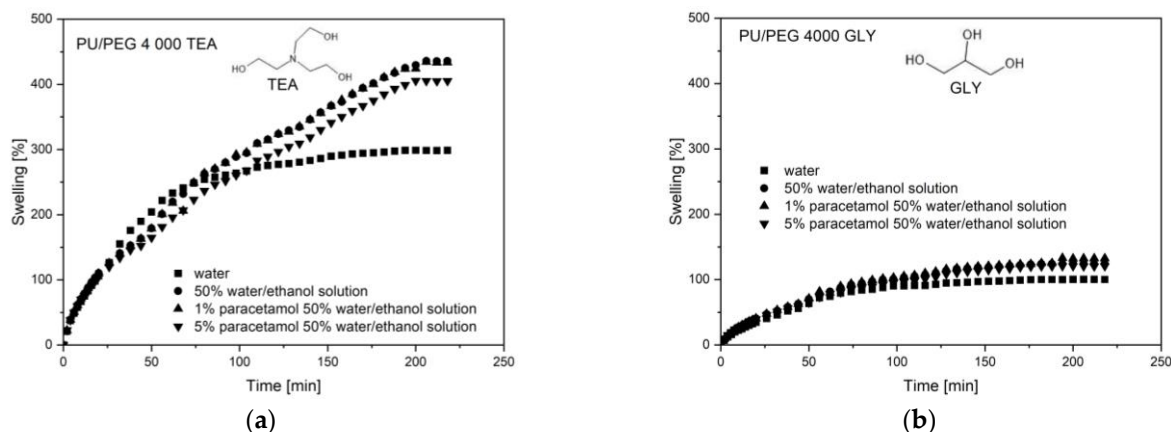 500
400
300
200
100
0
Swelling [%]
PU/PEG 4 000 TEA
OH
N
HO
OH
TEA
water
50% water/ethanol solution
1% paracetamol 50% water/ethanol solution
5% paracetamol 50% water/ethanol solution
0 50 100 150 200 250
Time [min]
(a)
500
400
300
200
100
0
Swelling [%]
PU/PEG 4000 GLY
OH
HO OH
GLY
water
50% water/ethanol solution
1% paracetamol 50% water/ethanol solution
5% paracetamol 50% water/ethanol solution
0 50 100 150 200 250
Time [min]
(b)